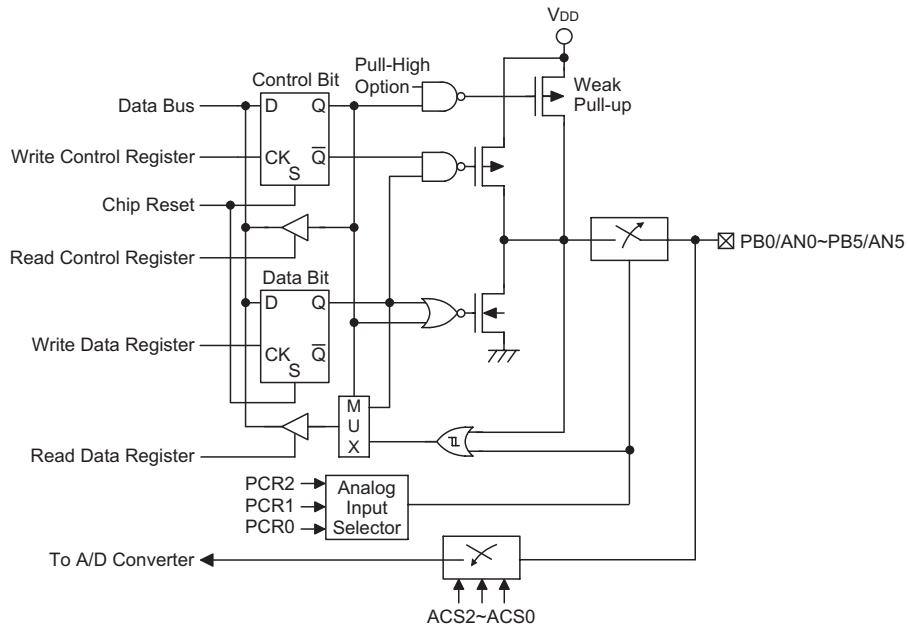 VDD
Pull-High
Option
Control Bit
Weak
Pull-up
Data Bus
D
Q
Write Control Register
CK
Q̅
S
Chip Reset
Read Control Register
PB0/AN0~PB5/AN5
Data Bit
D
Q
Write Data Register
CK
Q̅
S
M
U
X
Read Data Register
PCR2
PCR1
PCR0
Analog
Input
Selector
To A/D Converter
ACS2~ACS0